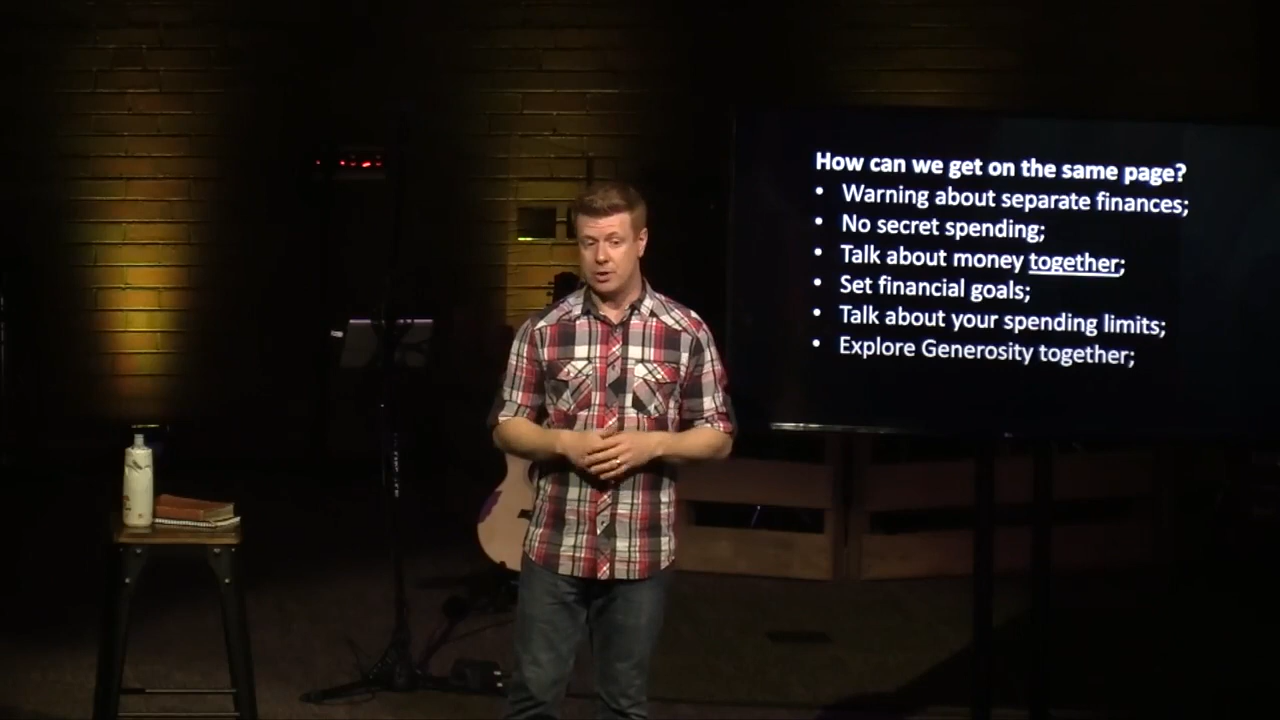 How can we get on the same page?
• Warning about separate finances;
• No secret spending;
• Talk about money together;
• Set financial goals;
• Talk about your spending limits;
• Explore Generosity together;